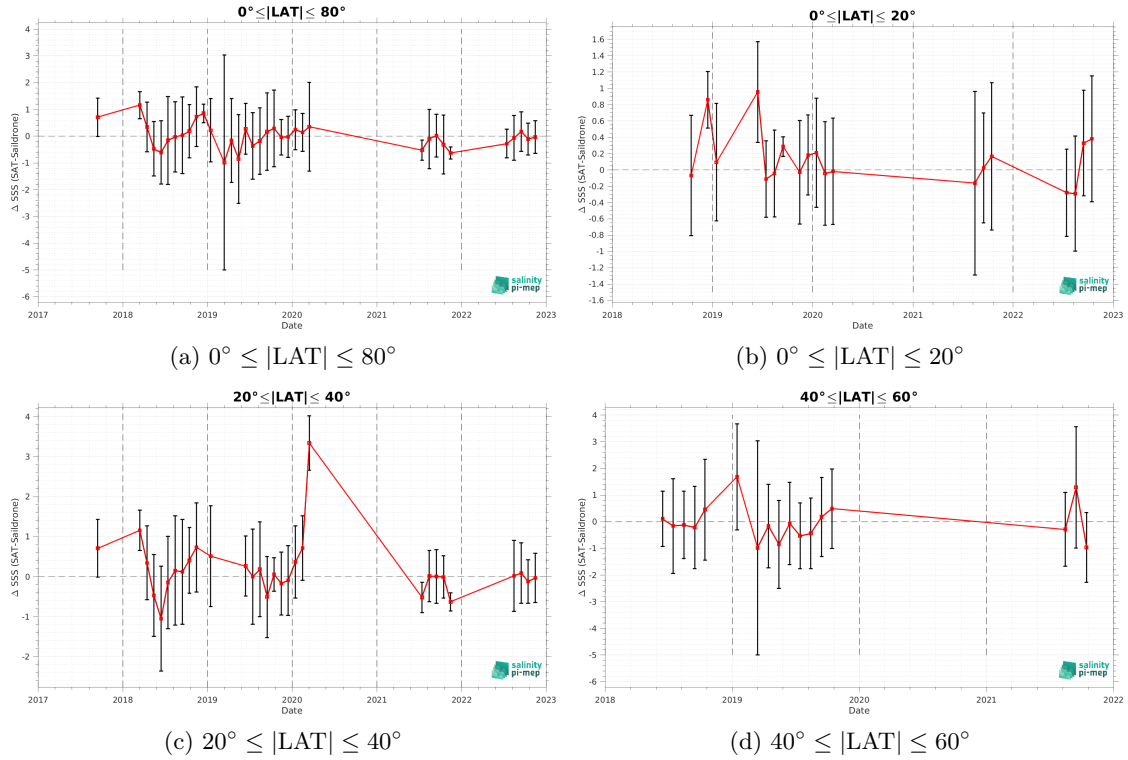 0°≤|LAT|≤ 80°
4
3
2
1
0
-1
-2
-3
-4
-5
-6
Δ SSS (SAT-Saildrone)
2017 2018 2019 2020 2021 2022 2023
Date
salinity
pi-mep
(a) 0° ≤ |LAT| ≤ 80°
0°≤|LAT|≤ 20°
1.6
1.4
1.2
1
0.8
0.6
0.4
0.2
0
-0.2
-0.4
-0.6
-0.8
-1
-1.2
-1.4
-1.6
Δ SSS (SAT-Saildrone)
2018 2019 2020 2021 2022 2023
Date
salinity
pi-mep
(b) 0° ≤ |LAT| ≤ 20°
20°≤|LAT|≤ 40°
4
3
2
1
0
-1
-2
Δ SSS (SAT-Saildrone)
2017 2018 2019 2020 2021 2022 2023
Date
salinity
pi-mep
(c) 20° ≤ |LAT| ≤ 40°
40°≤|LAT|≤ 60°
4
3
2
1
0
-1
-2
-3
-4
-5
-6
Δ SSS (SAT-Saildrone)
2018 2019 2020 2021 2022
Date
salinity
pi-mep
(d) 40° ≤ |LAT| ≤ 60°